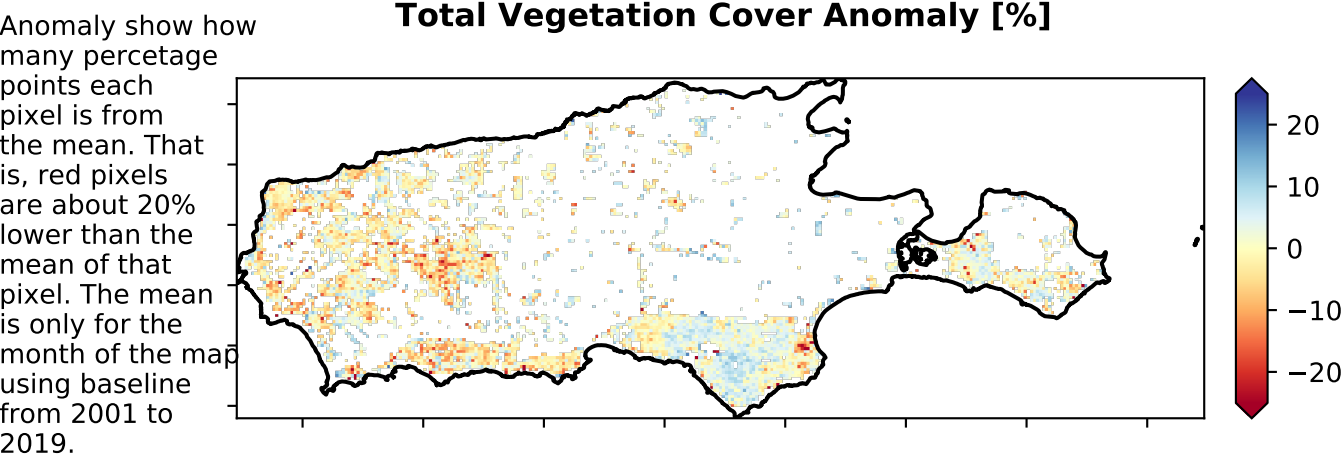 Total Vegetation Cover Anomaly [%]
Anomaly show how
many percetage
points each
pixel is from
the mean. That
is, red pixels
are about 20%
lower than the
mean of that
pixel. The mean
is only for the
month of the map
using baseline
from 2001 to
2019.
20
10
0
−10
−20